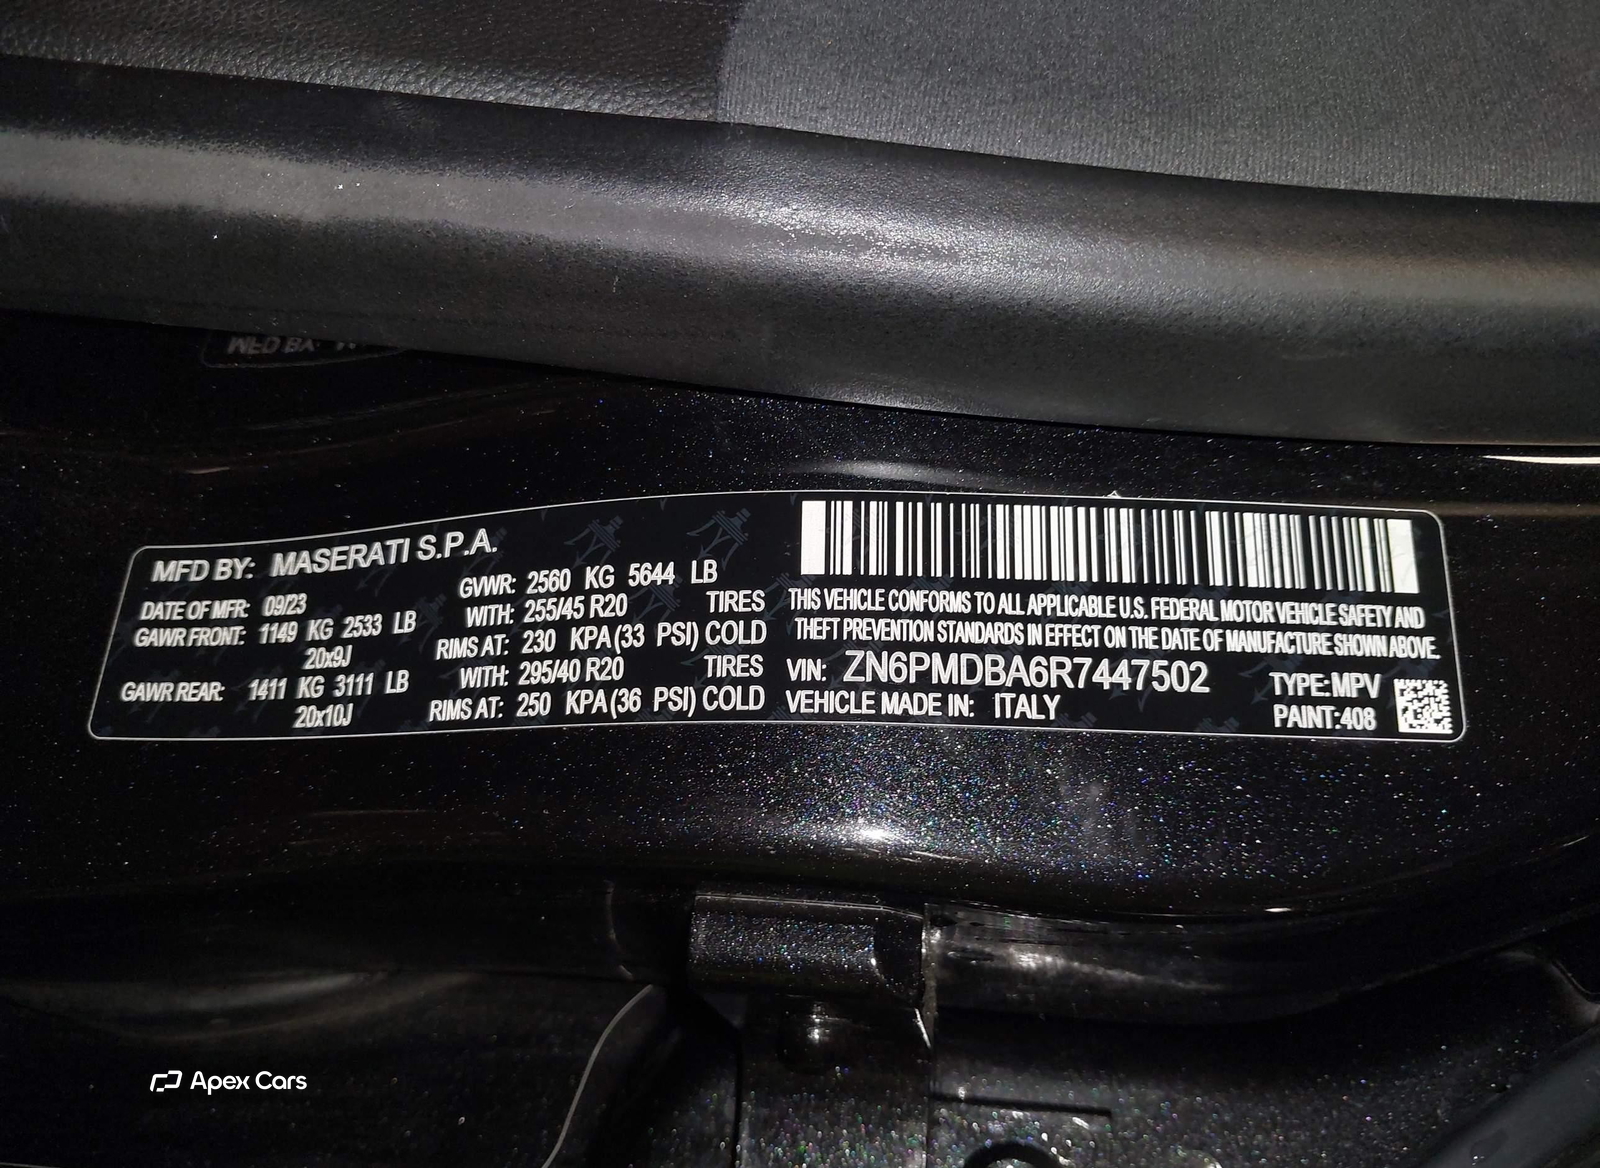 MFD BY: MASERATI S.P.A.
DATE OF MFR: 09/23
GAWR FRONT: 1149 KG 2533 LB
20x9J
GAWR REAR: 1411 KG 3111 LB
20x10J
GVWR: 2560 KG 5644 LB
WITH: 255/45 R20 TIRES
RIMS AT: 230 KPA(33 PSI) COLD
WITH: 295/40 R20 TIRES
RIMS AT: 250 KPA(36 PSI) COLD
THIS VEHICLE CONFORMS TO ALL APPLICABLE U.S. FEDERAL MOTOR VEHICLE SAFETY AND
THEFT PREVENTION STANDARDS IN EFFECT ON THE DATE OF MANUFACTURE SHOWN ABOVE.
VIN: ZN6PMDBA6R7447502
VEHICLE MADE IN: ITALY
TYPE:MPV
PAINT:408
Apex Cars